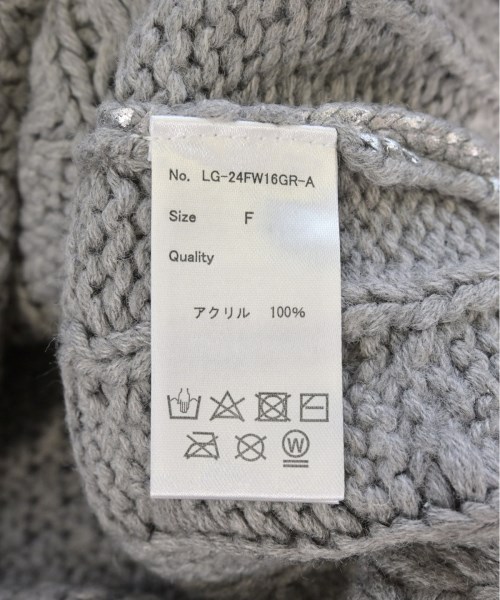 No. LG-24FW16GR-A
Size F
Quality
アクリル 100%
W